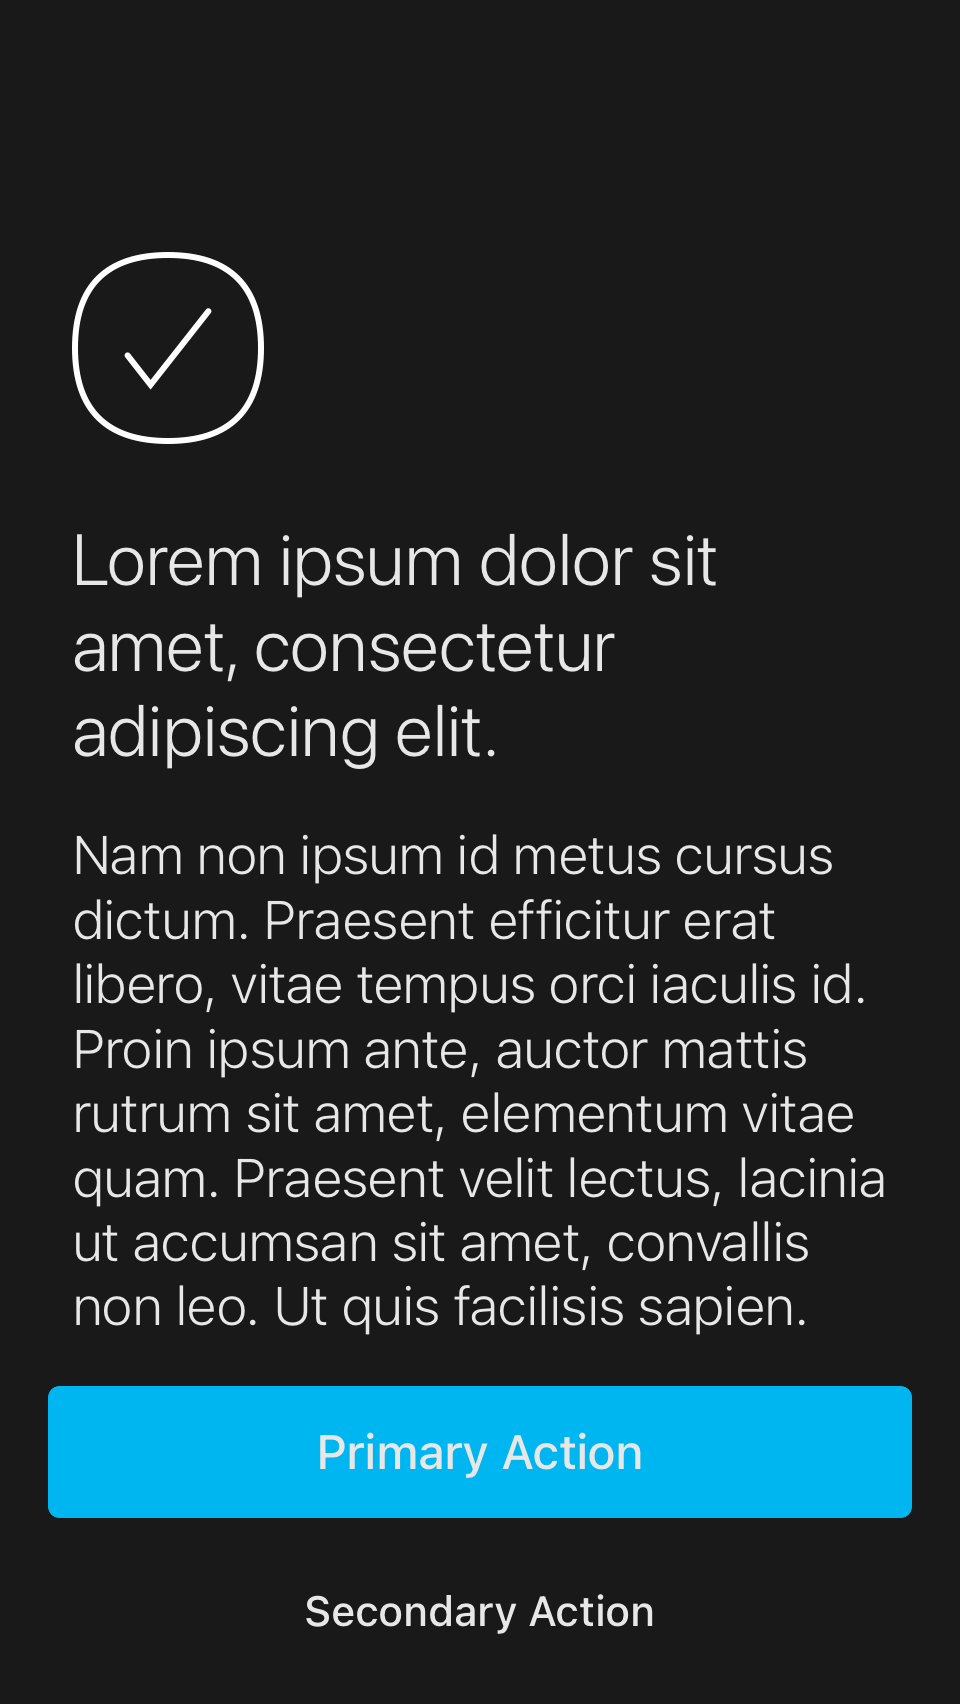 Lorem ipsum dolor sit
amet, consectetur
adipiscing elit.
Nam non ipsum id metus cursus
dictum. Praesent efficitur erat
libero, vitae tempus orci iaculis id.
Proin ipsum ante, auctor mattis
rutrum sit amet, elementum vitae
quam. Praesent velit lectus, lacinia
ut accumsan sit amet, convallis
non leo. Ut quis facilisis sapien.
Primary Action
Secondary Action